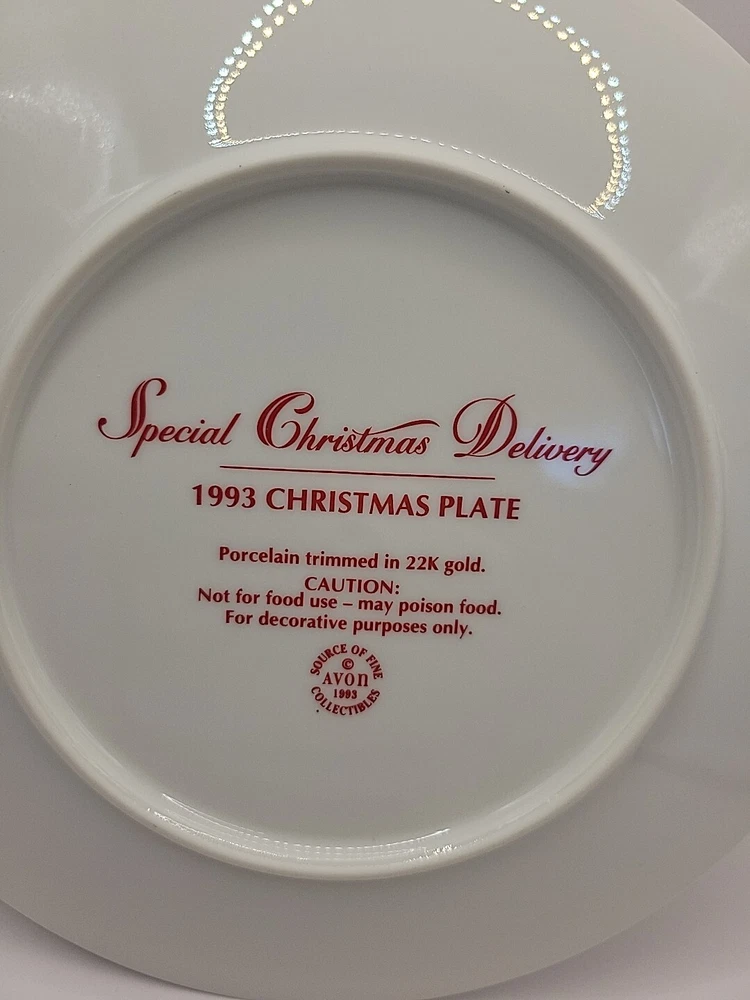 Special Christmas Delivery
1993 CHRISTMAS PLATE
Porcelain trimmed in 22K gold.
CAUTION:
Not for food use – may poison food.
For decorative purposes only.
SOURCE OF FINE
©
AVON
1993
COLLECTIBLES